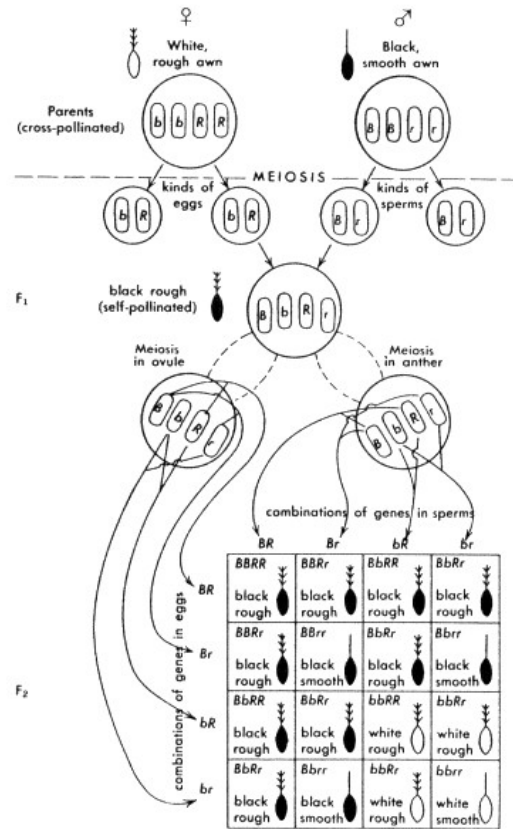 ♀ ♂
White, rough awn
Black, smooth awn
Parents (cross-pollinated)
b b R R
B B r r
MEIOSIS
kinds of eggs
kinds of sperms
b R
b R
B r
B r
F₁
black rough (self-pollinated)
B b R r
Meiosis in ovule
Meiosis in anther
B b R r
B b R r
combinations of genes in sperms
BR Br bR br
combinations of genes in eggs
F₂
BR
BBRR BBRr BbRR BbRr
black black black black
rough rough rough rough
Br
BBRr BBrr BbRr Bbrr
black black black black
rough smooth rough smooth
bR
BbRR BbRr bbRR bbRr
black black white white
rough rough rough rough
br
BbRr Bbrr bbRr bbrr
black black white white
rough smooth rough smooth